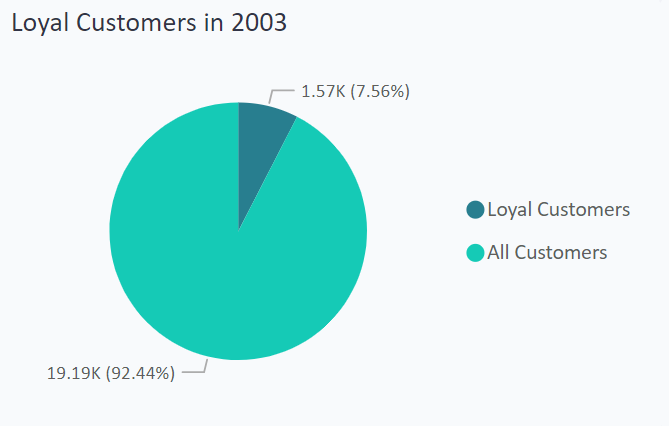 Loyal Customers in 2003
1.57K (7.56%)
Loyal Customers
All Customers
19.19K (92.44%)